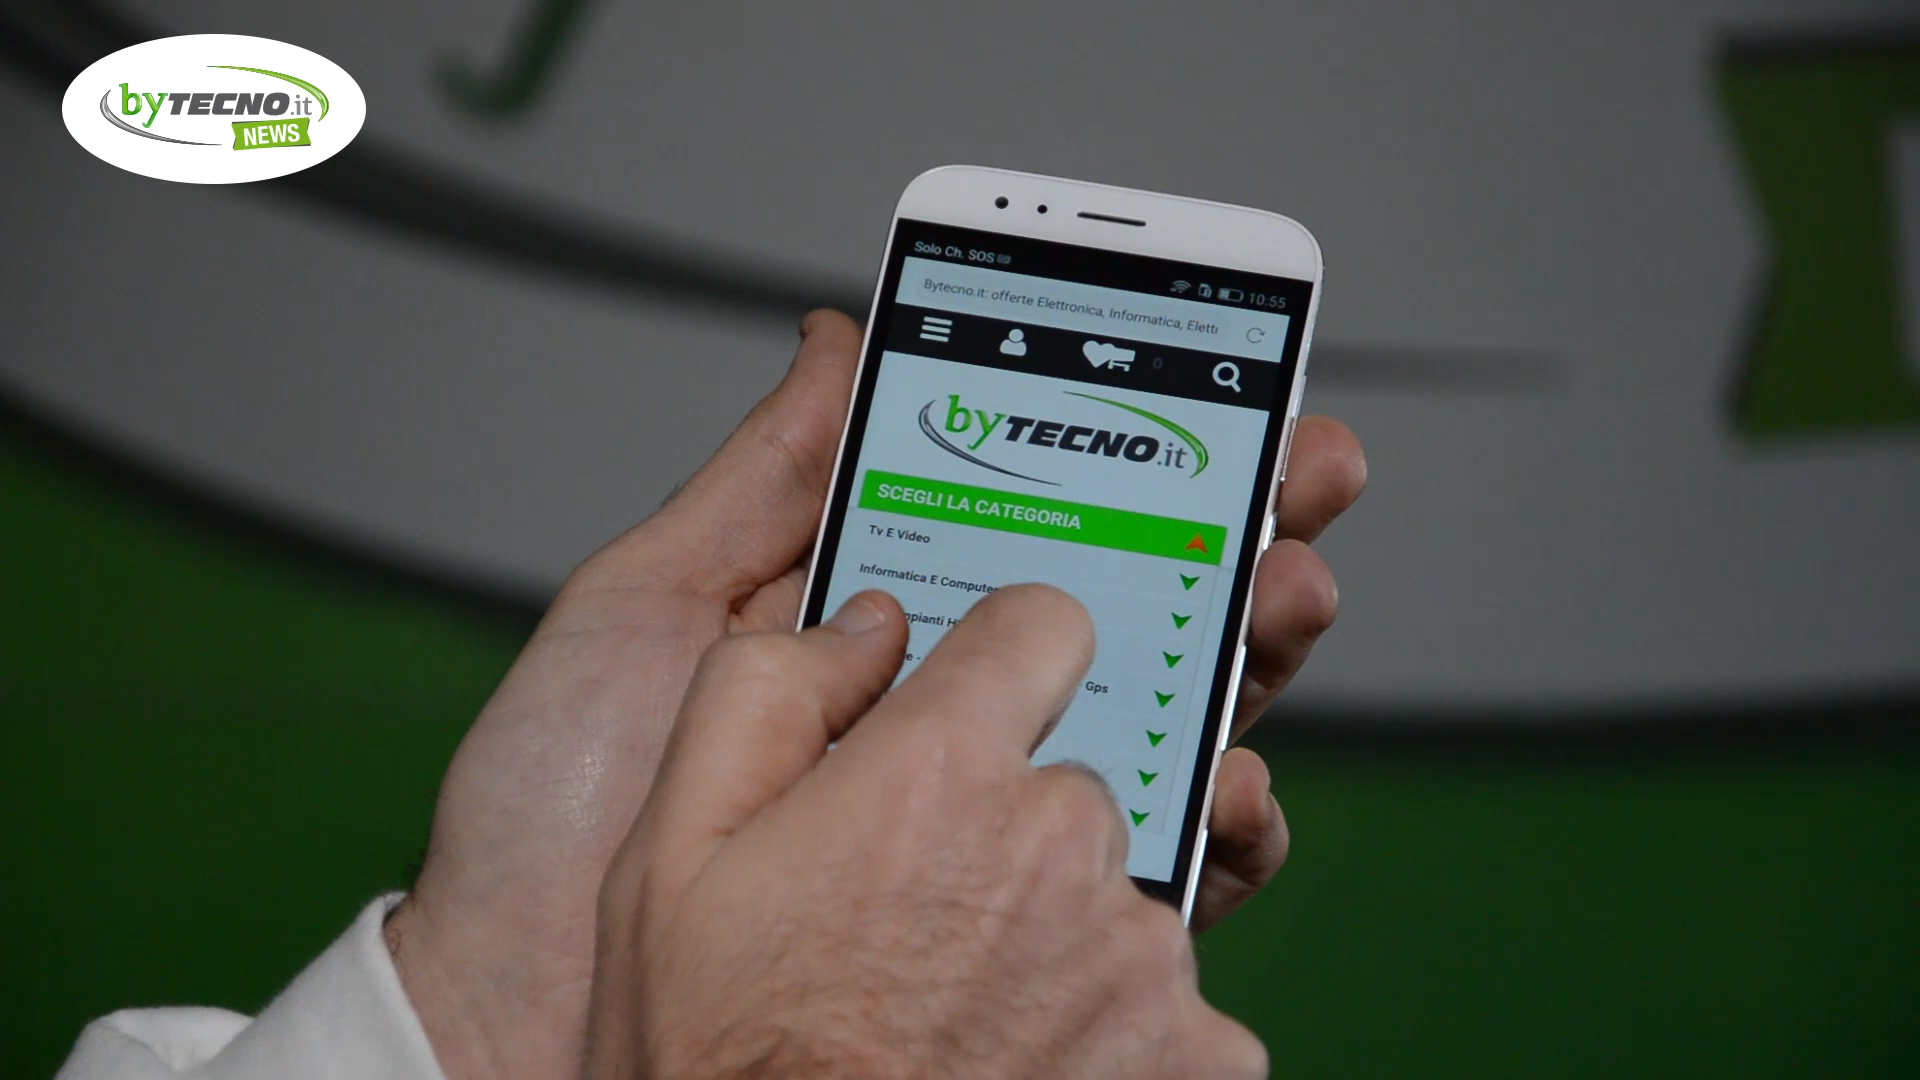 byTECNO.it
NEWS
Solo Ch. SOS
10:55
Bytecno.it: offerte Elettronica, Informatica, Elett
0
byTECNO.it
SCEGLI LA CATEGORIA
Tv E Video
Informatica E Compute
mpianti H
e -
Gps